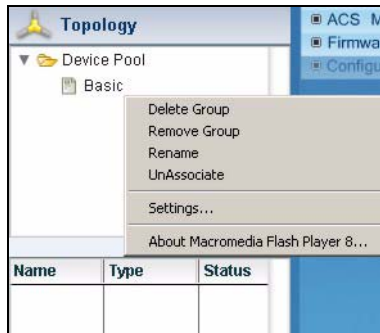 Topology
ACS M
Firmwa
Configu
Device Pool
Basic
Delete Group
Remove Group
Rename
UnAssociate
Settings...
About Macromedia Flash Player 8...
Name Type Status